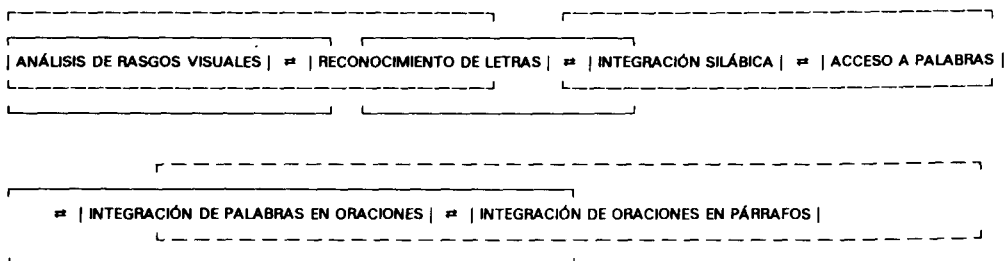 | ANÁLISIS DE RASGOS VISUALES | ⇄ | RECONOCIMIENTO DE LETRAS | ⇄ | INTEGRACIÓN SILÁBICA | ⇄ | ACCESO A PALABRAS |
⇄ | INTEGRACIÓN DE PALABRAS EN ORACIONES | ⇄ | INTEGRACIÓN DE ORACIONES EN PÁRRAFOS |